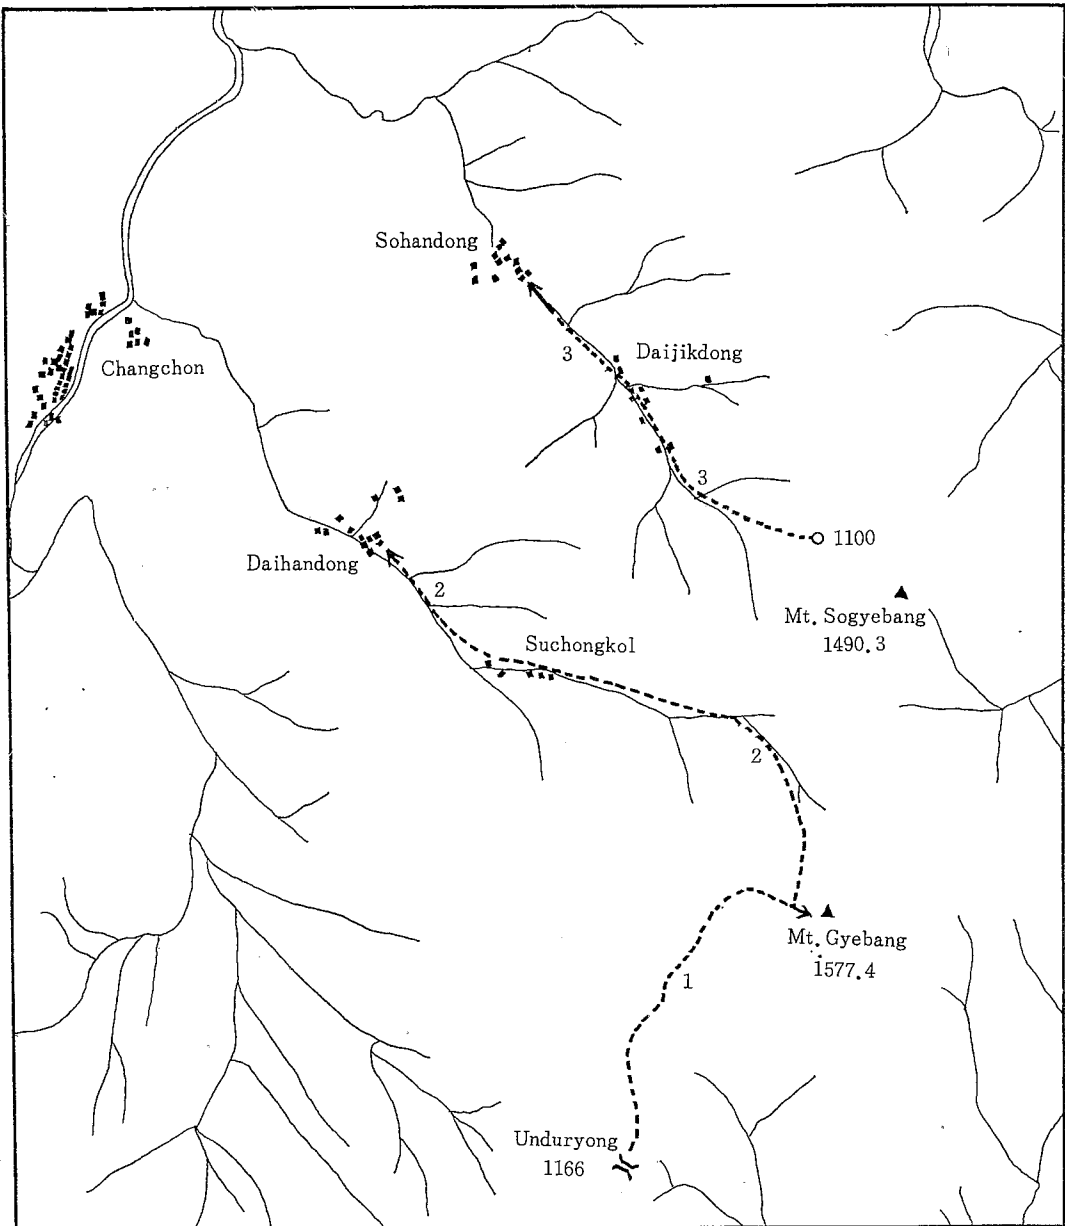 Sohandong
Changchon
3
Daijikdong
3
1100
Daihandong
2
Mt. Sogyebang
1490.3
Suchongkol
2
Mt. Gyebang
1577.4
1
Unduryong
1166